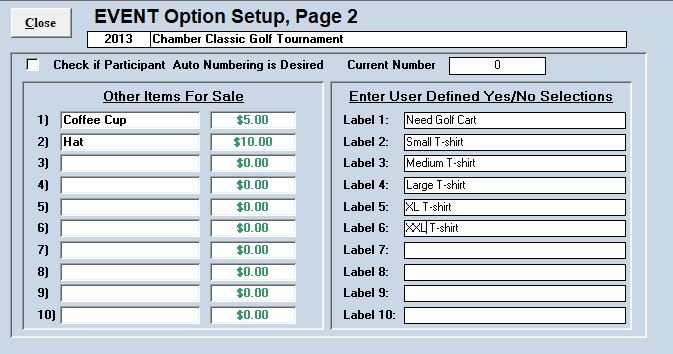 Close
EVENT Option Setup, Page 2
2013 Chamber Classic Golf Tournament
Check if Participant Auto Numbering is Desired Current Number 0
Other Items For Sale
1) Coffee Cup $5.00
2) Hat $10.00
3) $0.00
4) $0.00
5) $0.00
6) $0.00
7) $0.00
8) $0.00
9) $0.00
10) $0.00
Enter User Defined Yes/No Selections
Label 1: Need Golf Cart
Label 2: Small T-shirt
Label 3: Medium T-shirt
Label 4: Large T-shirt
Label 5: XL T-shirt
Label 6: XXL T-shirt
Label 7:
Label 8:
Label 9:
Label 10: